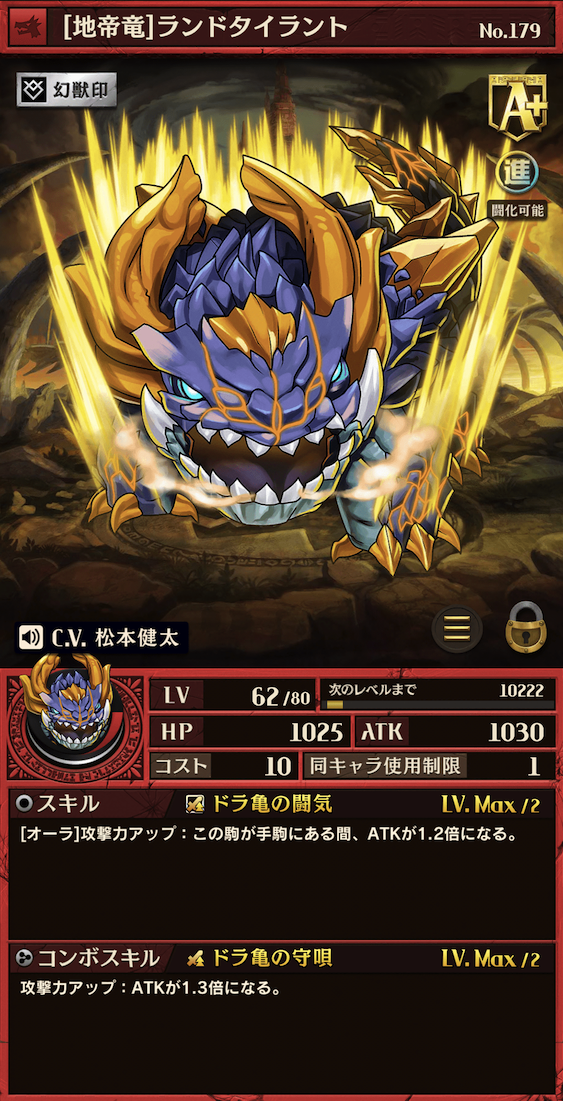 [地帝竜]ランドタイラント No.179
幻獣印
A+
進
闘化可能
C.V. 松本健太
LV 62/80 次のレベルまで 10222
HP 1025 ATK 1030
コスト 10 同キャラ使用制限 1
スキル ドラ亀の闘気 LV. Max /2
[オーラ]攻撃力アップ：この駒が手駒にある間、ATKが1.2倍になる。
コンボスキル ドラ亀の守唄 LV. Max /2
攻撃力アップ：ATKが1.3倍になる。